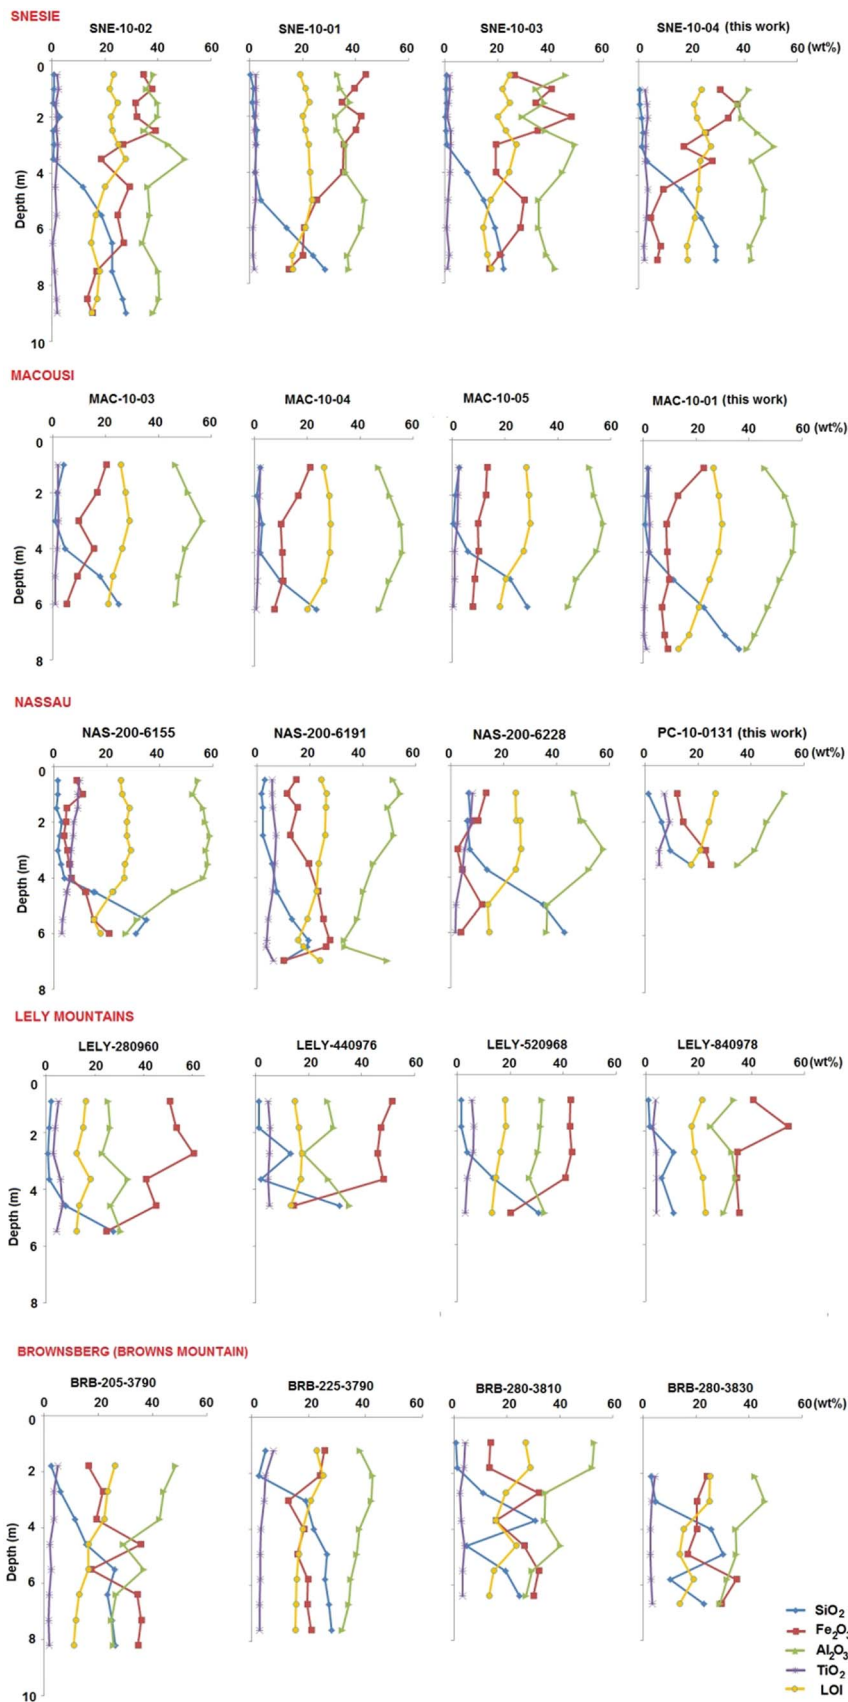 SNESIE
SNE-10-02 SNE-10-01 SNE-10-03 SNE-10-04 (this work)
0 20 40 60 0 20 40 60 0 20 40 60 0 20 40 60 (wt%)
0
2
4
6
8
10
Depth (m)
MACOUSI
MAC-10-03 MAC-10-04 MAC-10-05 MAC-10-01 (this work)
0 20 40 60 0 20 40 60 0 20 40 60 0 20 40 60 (wt%)
0
2
4
6
8
Depth (m)
NASSAU
NAS-200-6155 NAS-200-6191 NAS-200-6228 PC-10-0131 (this work)
0 20 40 60 0 20 40 60 0 20 40 60 0 20 40 60 (wt%)
0
2
4
6
8
Depth (m)
LELY MOUNTAINS
LELY-280960 LELY-440976 LELY-520968 LELY-840978
0 20 40 60 0 20 40 60 0 20 40 60 0 20 40 60 (wt%)
0
2
4
6
8
Depth (m)
BROWNSBERG (BROWNS MOUNTAIN)
BRB-205-3790 BRB-225-3790 BRB-280-3810 BRB-280-3830
0 20 40 60 0 20 40 60 0 20 40 60 0 20 40 60 (wt%)
0
2
4
6
8
10
Depth (m)
SiO₂
Fe₂O₃
Al₂O₃
TiO₂
LOI